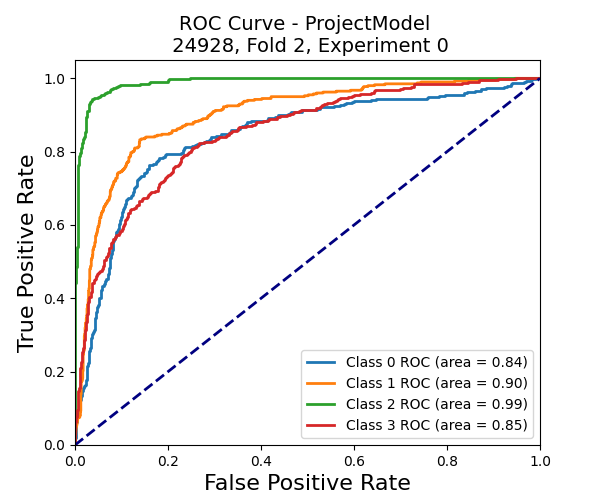 ROC Curve - ProjectModel
24928, Fold 2, Experiment 0
True Positive Rate
1.0
0.8
0.6
0.4
0.2
0.0
Class 0 ROC (area = 0.84)
Class 1 ROC (area = 0.90)
Class 2 ROC (area = 0.99)
Class 3 ROC (area = 0.85)
0.0 0.2 0.4 0.6 0.8 1.0
False Positive Rate